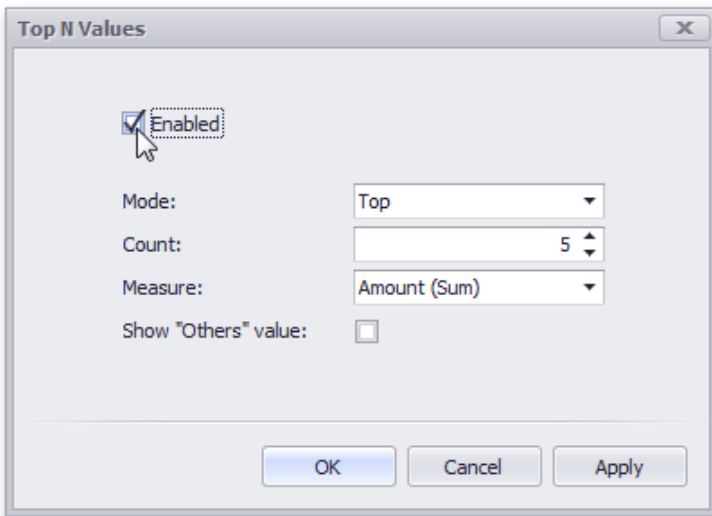 Top N Values
Enabled
Mode: Top
Count: 5
Measure: Amount (Sum)
Show "Others" value:
OK Cancel Apply